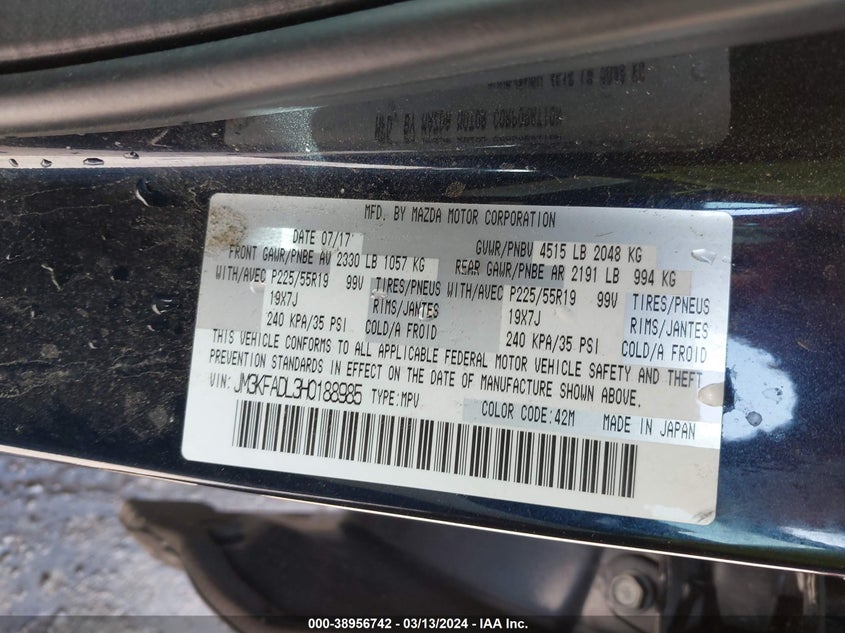 MFD. BY MAZDA MOTOR CORPORATION
DATE 07/17 GVWR/PNBV 4515 LB 2048 KG
FRONT GAWR/PNBE AV 2330 LB 1057 KG REAR GAWR/PNBE AR 2191 LB 994 KG
WITH/AVEC P225/55R19 99V TIRES/PNEUS WITH/AVEC P225/55R19 99V TIRES/PNEUS
19X7J RIMS/JANTES 19X7J RIMS/JANTES
240 KPA/35 PSI COLD/A FROID 240 KPA/35 PSI COLD/A FROID
THIS VEHICLE CONFORMS TO ALL APPLICABLE FEDERAL MOTOR VEHICLE SAFETY AND THEFT
PREVENTION STANDARDS IN EFFECT ON THE DATE OF MANUFACTURE SHOWN ABOVE.
VIN: JM3KFADL3H0188985 TYPE:MPV
COLOR CODE:42M MADE IN JAPAN
000-38956742 - 03/13/2024 - IAA Inc.